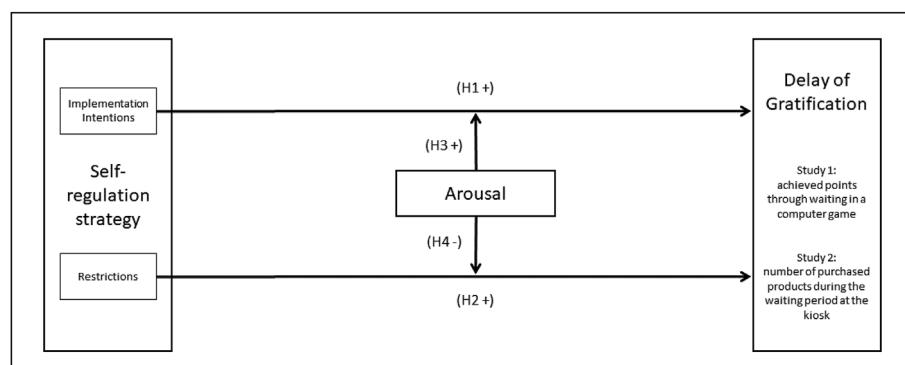 Implementation
Intentions
Self-
regulation
strategy
Restrictions
(H1 +)
(H3 +)
Arousal
(H4 -)
(H2 +)
Delay of
Gratification
Study 1:
achieved points
through waiting in a
computer game
Study 2:
number of purchased
products during the
waiting period at the
kiosk